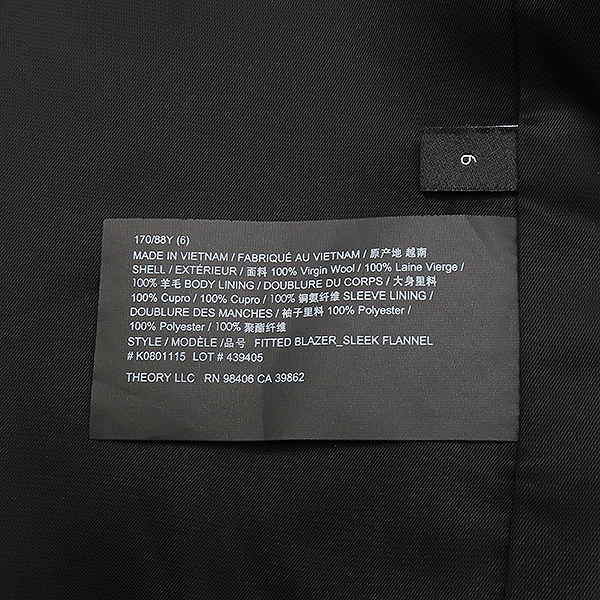 6
170/88Y (6)
MADE IN VIETNAM / FABRIQUÉ AU VIETNAM / 原产地 越南
SHELL / EXTÉRIEUR / 面料 100% Virgin Wool / 100% Laine Vierge /
100% 羊毛 BODY LINING / DOUBLURE DU CORPS / 大身里料
100% Cupro / 100% Cupro / 100% 铜氨纤维 SLEEVE LINING /
DOUBLURE DES MANCHES / 袖子里料 100% Polyester /
100% Polyester / 100% 聚酯纤维
STYLE / MODÈLE /品号 FITTED BLAZER_SLEEK FLANNEL
# K0801115 LOT # 439405
THEORY LLC RN 98406 CA 39862